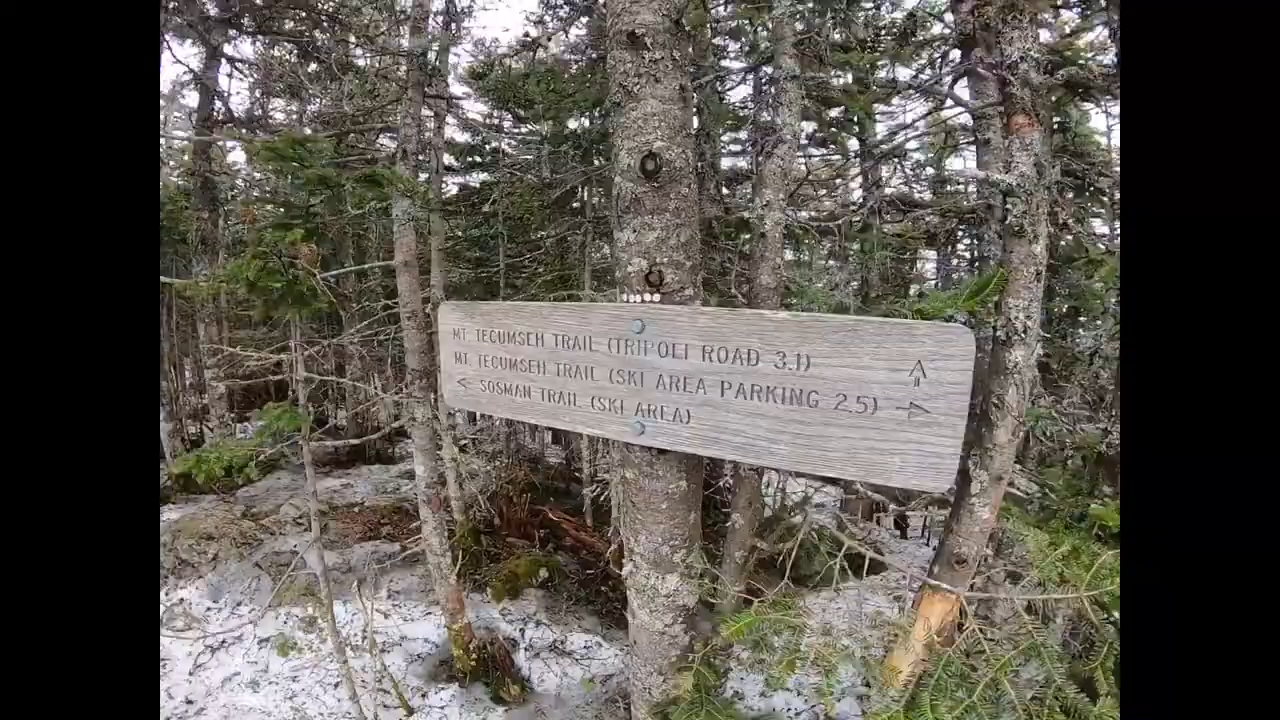 MT TECUMSEH TRAIL (TRIPOLI ROAD 3.1) ↑
MT TECUMSEH TRAIL (SKI AREA PARKING 2.5) →
← SOSMAN TRAIL (SKI AREA)